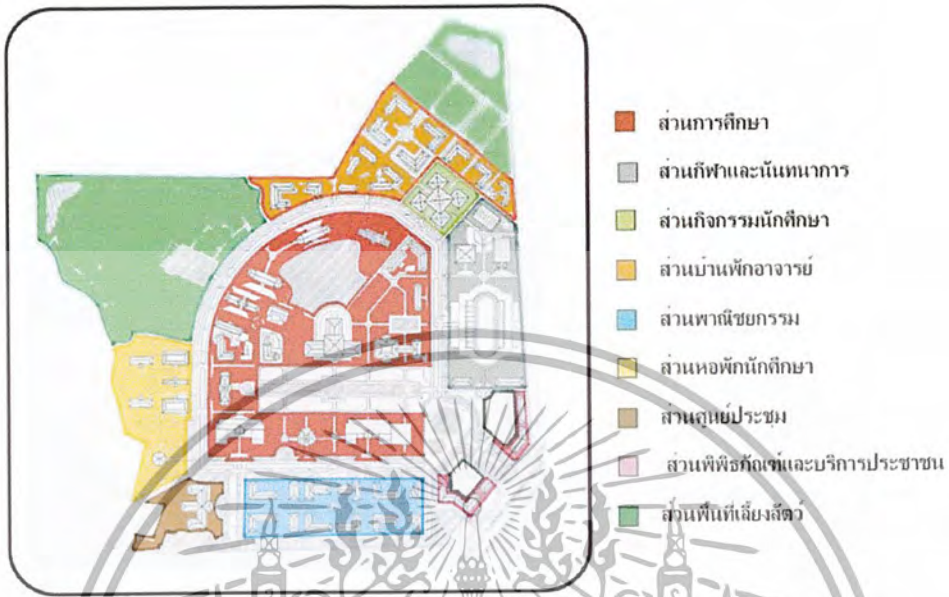 ส่วนการศึกษา
ส่วนกีฬาและนันทนาการ
ส่วนกิจกรรมนักศึกษา
ส่วนบ้านพักอาจารย์
ส่วนพาณิชยกรรม
ส่วนหอพักนักศึกษา
ส่วนศูนย์ประชุม
ส่วนพิพิธภัณฑ์และบริการประชาชน
ส่วนพื้นที่เลี้ยงสัตว์